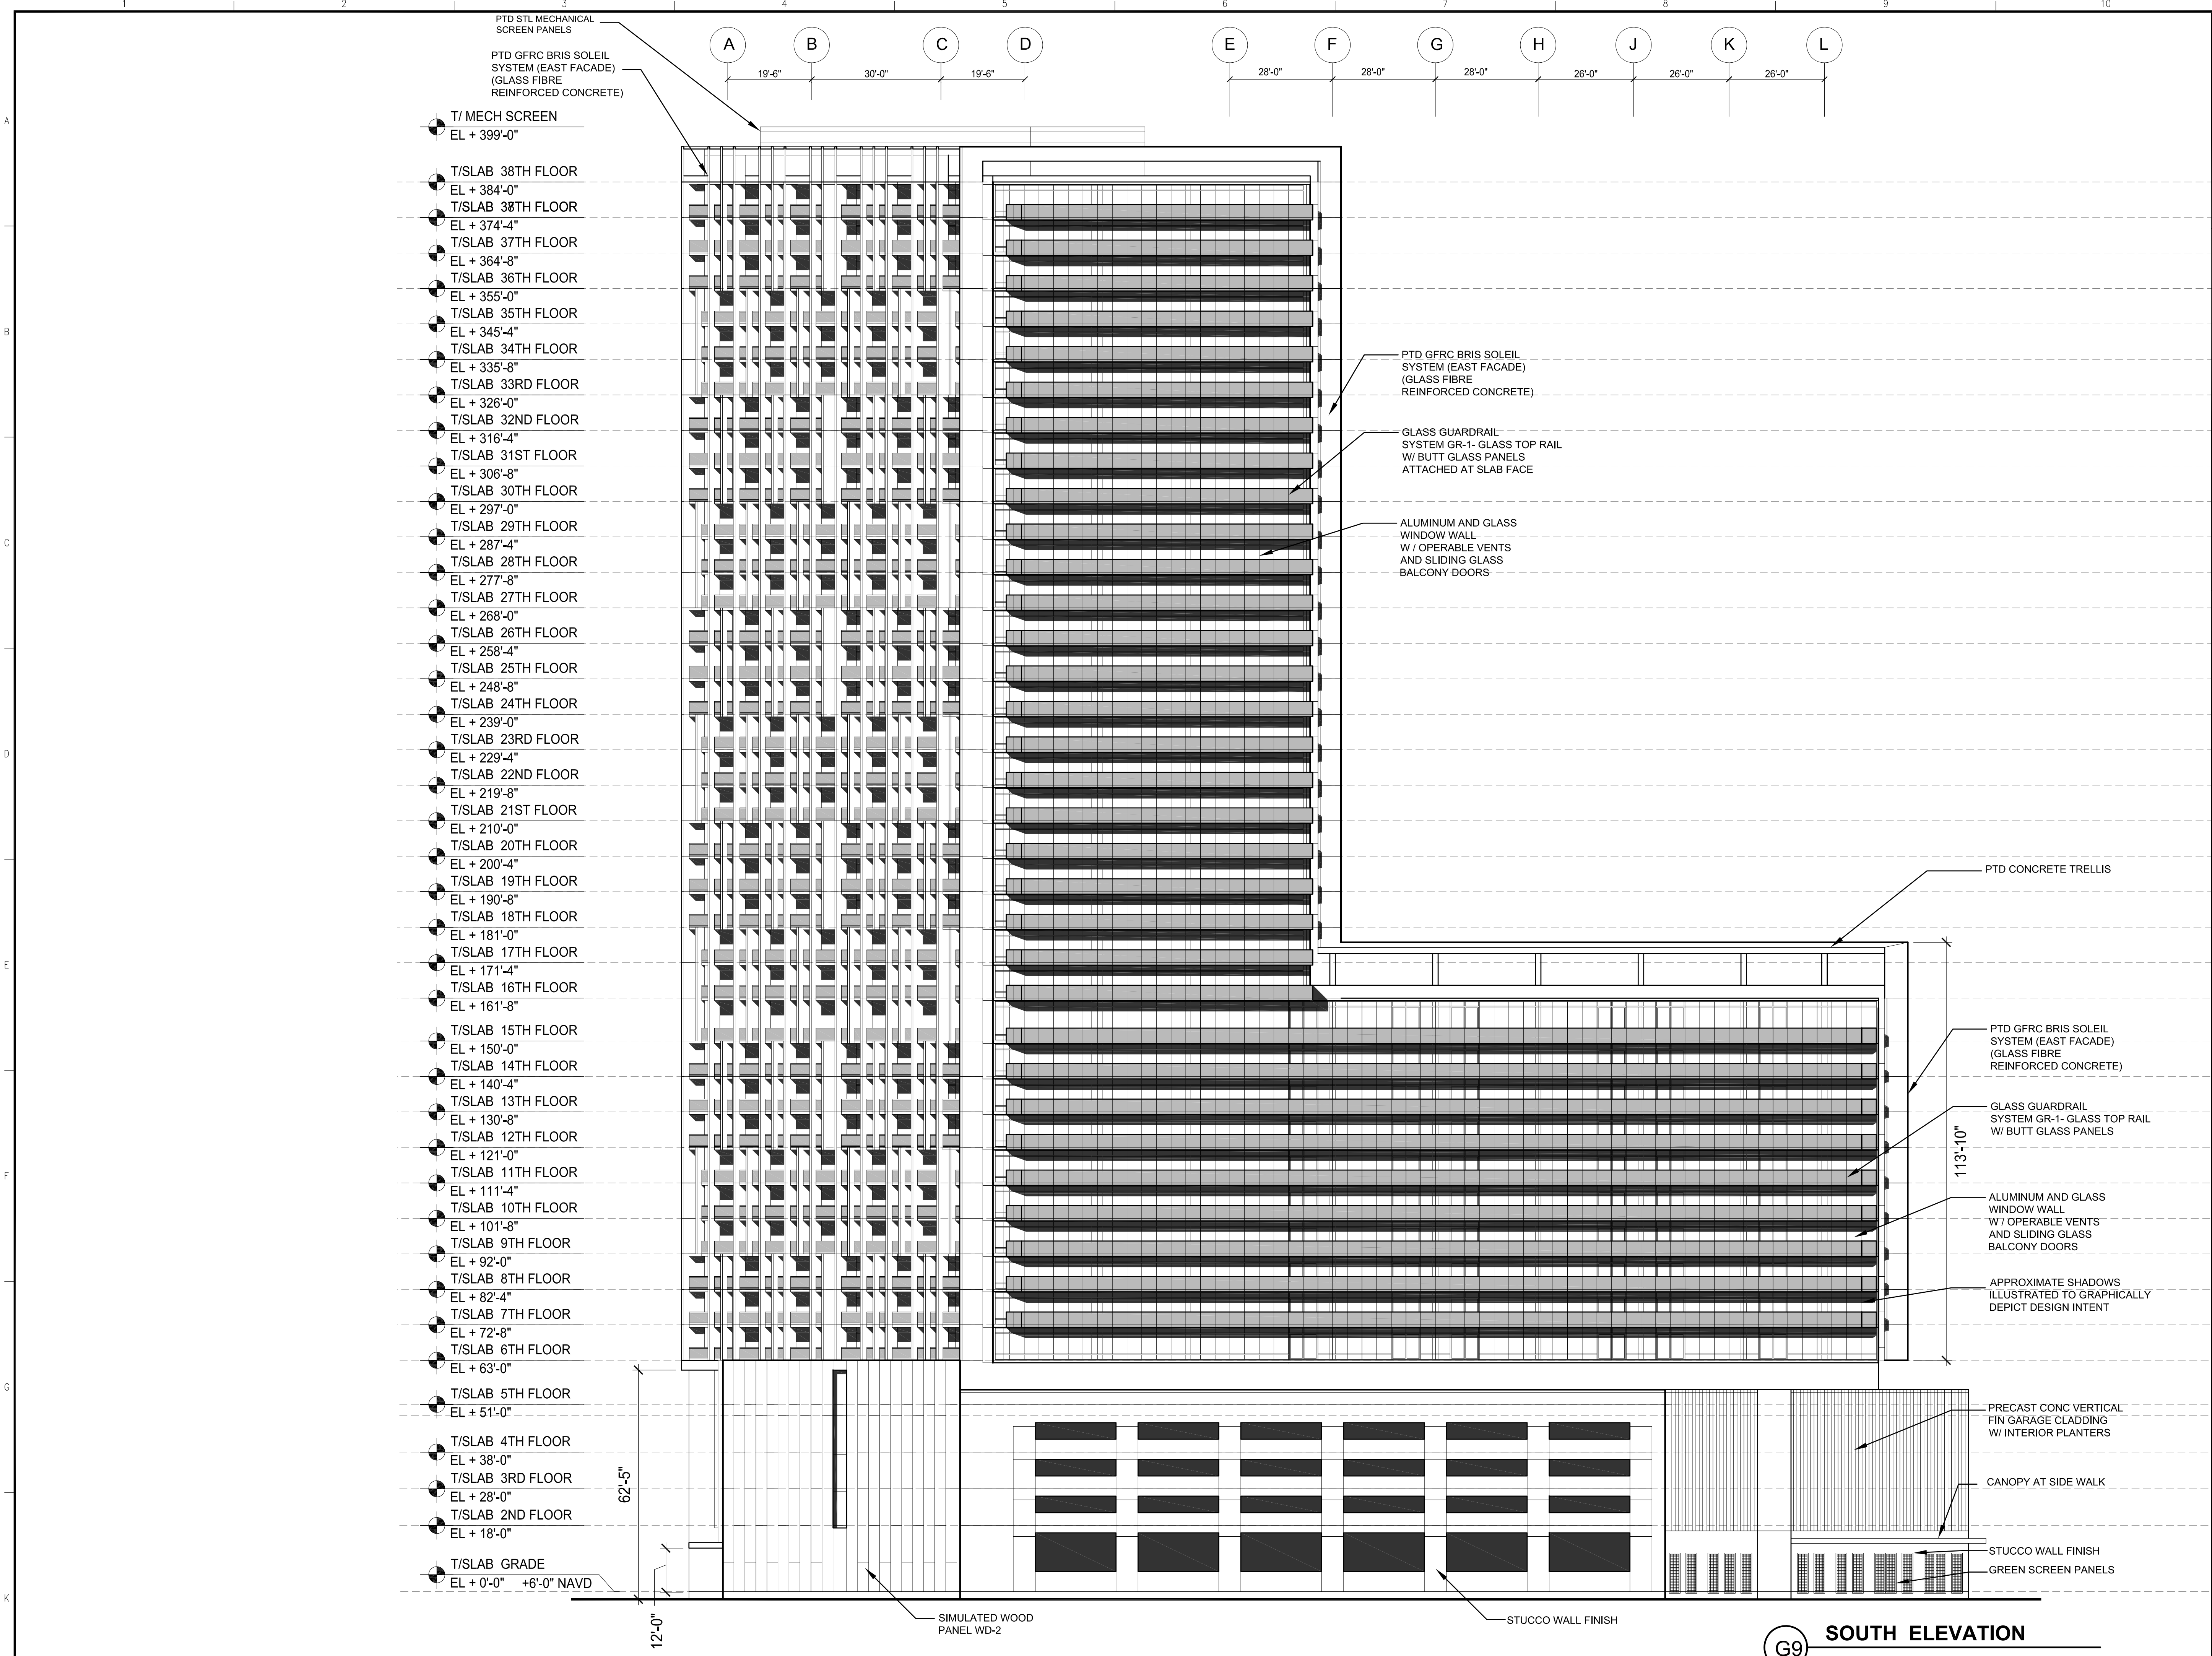 1
2
3
4
5
6
7
8
9
10
A
B
C
D
E
F
G
K
PTD STL MECHANICAL
SCREEN PANELS
PTD GFRC BRIS SOLEIL
SYSTEM (EAST FACADE)
(GLASS FIBRE
REINFORCED CONCRETE)
A
B
C
D
E
F
G
H
J
K
L
19'-6"
30'-0"
19'-6"
28'-0"
28'-0"
28'-0"
26'-0"
26'-0"
26'-0"
T/ MECH SCREEN
EL + 399'-0"
T/SLAB 38TH FLOOR
EL + 384'-0"
T/SLAB FLOOR
EL + 374'-4"
T/SLAB 37TH FLOOR
EL + 364'-8"
T/SLAB 36TH FLOOR
EL + 355'-0"
T/SLAB 35TH FLOOR
EL + 345'-4"
T/SLAB 34TH FLOOR
EL + 335'-8"
T/SLAB 33RD FLOOR
EL + 326'-0"
T/SLAB 32ND FLOOR
EL + 316'-4"
T/SLAB 31ST FLOOR
EL + 306'-8"
T/SLAB 30TH FLOOR
EL + 297'-0"
T/SLAB 29TH FLOOR
EL + 287'-4"
T/SLAB 28TH FLOOR
EL + 277'-8"
T/SLAB 27TH FLOOR
EL + 268'-0"
T/SLAB 26TH FLOOR
EL + 258'-4"
T/SLAB 25TH FLOOR
EL + 248'-8"
T/SLAB 24TH FLOOR
EL + 239'-0"
T/SLAB 23RD FLOOR
EL + 229'-4"
T/SLAB 22ND FLOOR
EL + 219'-8"
T/SLAB 21ST FLOOR
EL + 210'-0"
T/SLAB 20TH FLOOR
EL + 200'-4"
T/SLAB 19TH FLOOR
EL + 190'-8"
T/SLAB 18TH FLOOR
EL + 181'-0"
T/SLAB 17TH FLOOR
EL + 171'-4"
T/SLAB 16TH FLOOR
EL + 161'-8"
T/SLAB 15TH FLOOR
EL + 150'-0"
T/SLAB 14TH FLOOR
EL + 140'-4"
T/SLAB 13TH FLOOR
EL + 130'-8"
T/SLAB 12TH FLOOR
EL + 121'-0"
T/SLAB 11TH FLOOR
EL + 111'-4"
T/SLAB 10TH FLOOR
EL + 101'-8"
T/SLAB 9TH FLOOR
EL + 92'-0"
T/SLAB 8TH FLOOR
EL + 82'-4"
T/SLAB 7TH FLOOR
EL + 72'-8"
T/SLAB 6TH FLOOR
EL + 63'-0"
T/SLAB 5TH FLOOR
EL + 51'-0"
T/SLAB 4TH FLOOR
EL + 38'-0"
T/SLAB 3RD FLOOR
EL + 28'-0"
T/SLAB 2ND FLOOR
EL + 18'-0"
T/SLAB GRADE
EL + 0'-0" +6'-0" NAVD
62'-5"
12'-0"
PTD GFRC BRIS SOLEIL
SYSTEM (EAST FACADE)
(GLASS FIBRE
REINFORCED CONCRETE)
GLASS GUARDRAIL
SYSTEM GR-1- GLASS TOP RAIL
W/ BUTT GLASS PANELS
ATTACHED AT SLAB FACE
ALUMINUM AND GLASS
WINDOW WALL
W / OPERABLE VENTS
AND SLIDING GLASS
BALCONY DOORS
PTD CONCRETE TRELLIS
PTD GFRC BRIS SOLEIL
SYSTEM (EAST FACADE)
(GLASS FIBRE
REINFORCED CONCRETE)
GLASS GUARDRAIL
SYSTEM GR-1- GLASS TOP RAIL
W/ BUTT GLASS PANELS
113'-10"
ALUMINUM AND GLASS
WINDOW WALL
W / OPERABLE VENTS
AND SLIDING GLASS
BALCONY DOORS
APPROXIMATE SHADOWS
ILLUSTRATED TO GRAPHICALLY
DEPICT DESIGN INTENT
PRECAST CONC VERTICAL
FIN GARAGE CLADDING
W/ INTERIOR PLANTERS
CANOPY AT SIDE WALK
STUCCO WALL FINISH
GREEN SCREEN PANELS
SIMULATED WOOD
PANEL WD-2
STUCCO WALL FINISH
G9
SOUTH ELEVATION